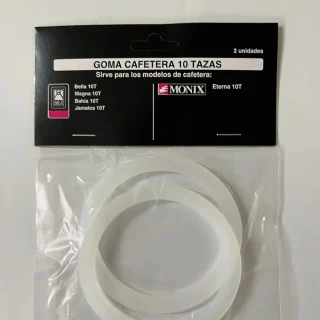 2 unidades
GOMA CAFETERA 10 TAZAS
Sirve para los modelos de cafetera:
Bella 10T
Magna 10T
Bahia 10T
Jamaica 10T
MONIX
Eterna 10T